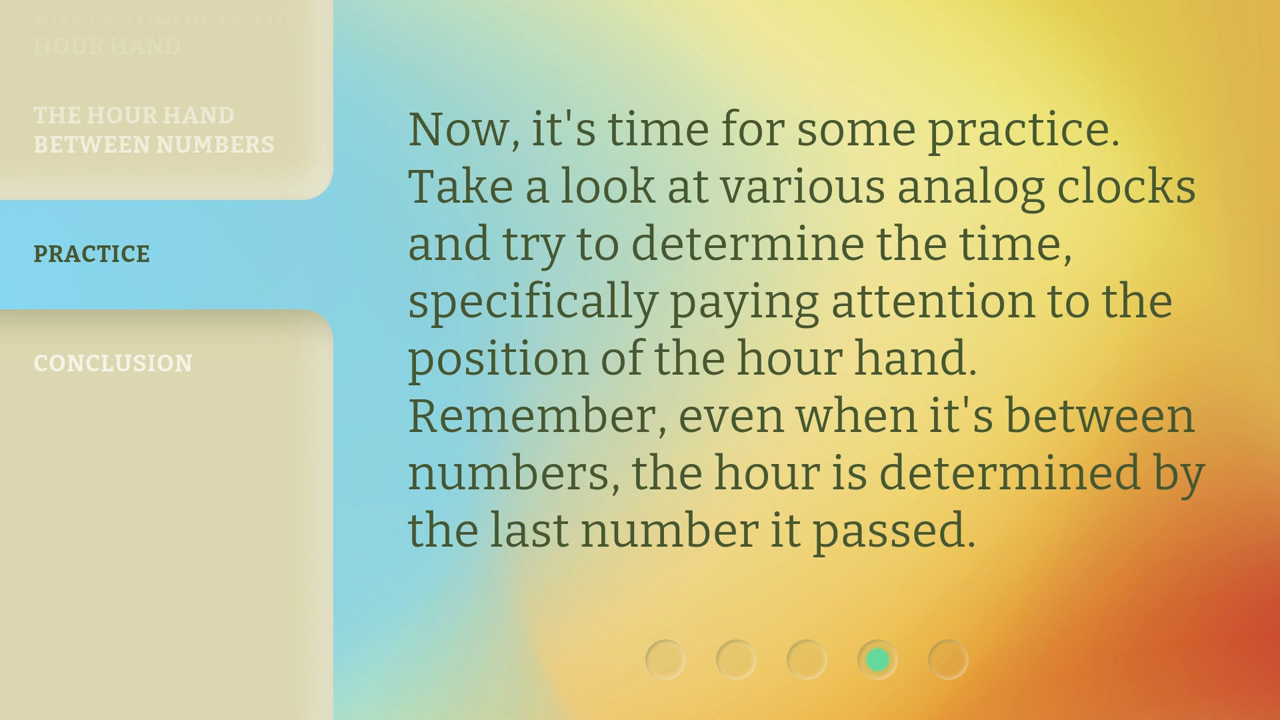 UNDERSTANDING THE
HOUR HAND
THE HOUR HAND
BETWEEN NUMBERS
PRACTICE
CONCLUSION
Now, it's time for some practice.
Take a look at various analog clocks
and try to determine the time,
specifically paying attention to the
position of the hour hand.
Remember, even when it's between
numbers, the hour is determined by
the last number it passed.